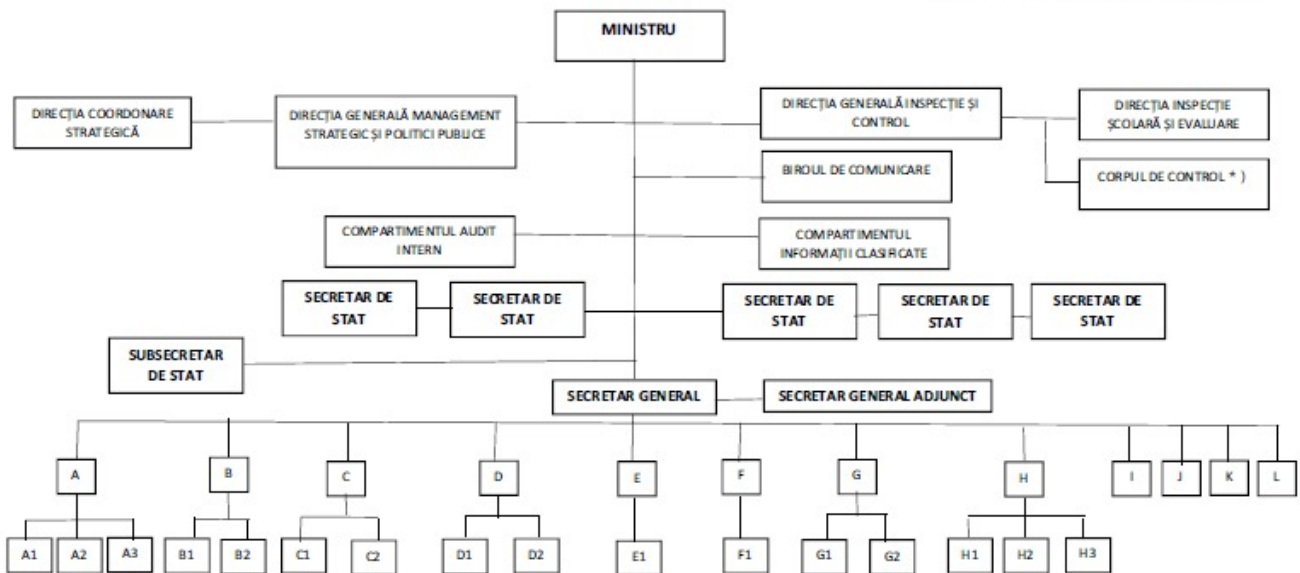 MINISTRU
DIRECȚIA COORDONARE
STRATEGICĂ
DIRECȚIA GENERALĂ MANAGEMENT
STRATEGIC ȘI POLITICI PUBLICE
DIRECȚIA GENERALĂ INSPECȚIE ȘI
CONTROL
DIRECȚIA INSPECȚIE
ȘCOLARĂ ȘI EVALUARE
BIROUL DE COMUNICARE
CORPUL DE CONTROL * )
COMPARTIMENTUL AUDIT
INTERN
COMPARTIMENTUL
INFORMAȚII CLASIFICATE
SECRETAR DE
STAT
SECRETAR DE
STAT
SECRETAR DE
STAT
SECRETAR DE
STAT
SECRETAR DE
STAT
SUBSECRETAR
DE STAT
SECRETAR GENERAL
SECRETAR GENERAL ADJUNCT
A
B
C
D
E
F
G
H
I
J
K
L
A1
A2
A3
B1
B2
C1
C2
D1
D2
E1
F1
G1
G2
H1
H2
H3